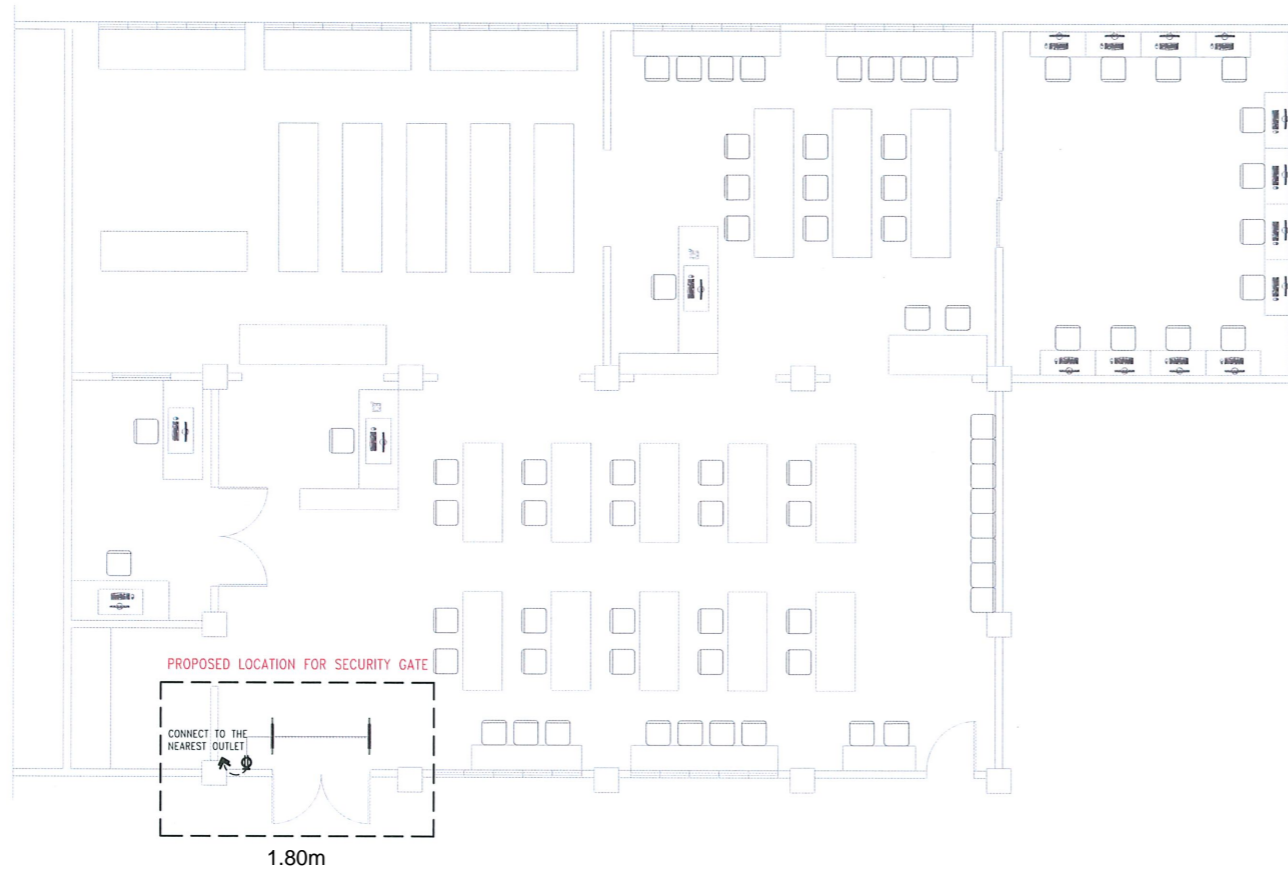 PROPOSED LOCATION FOR SECURITY GATE
CONNECT TO THE
NEAREST OUTLET
1.80m